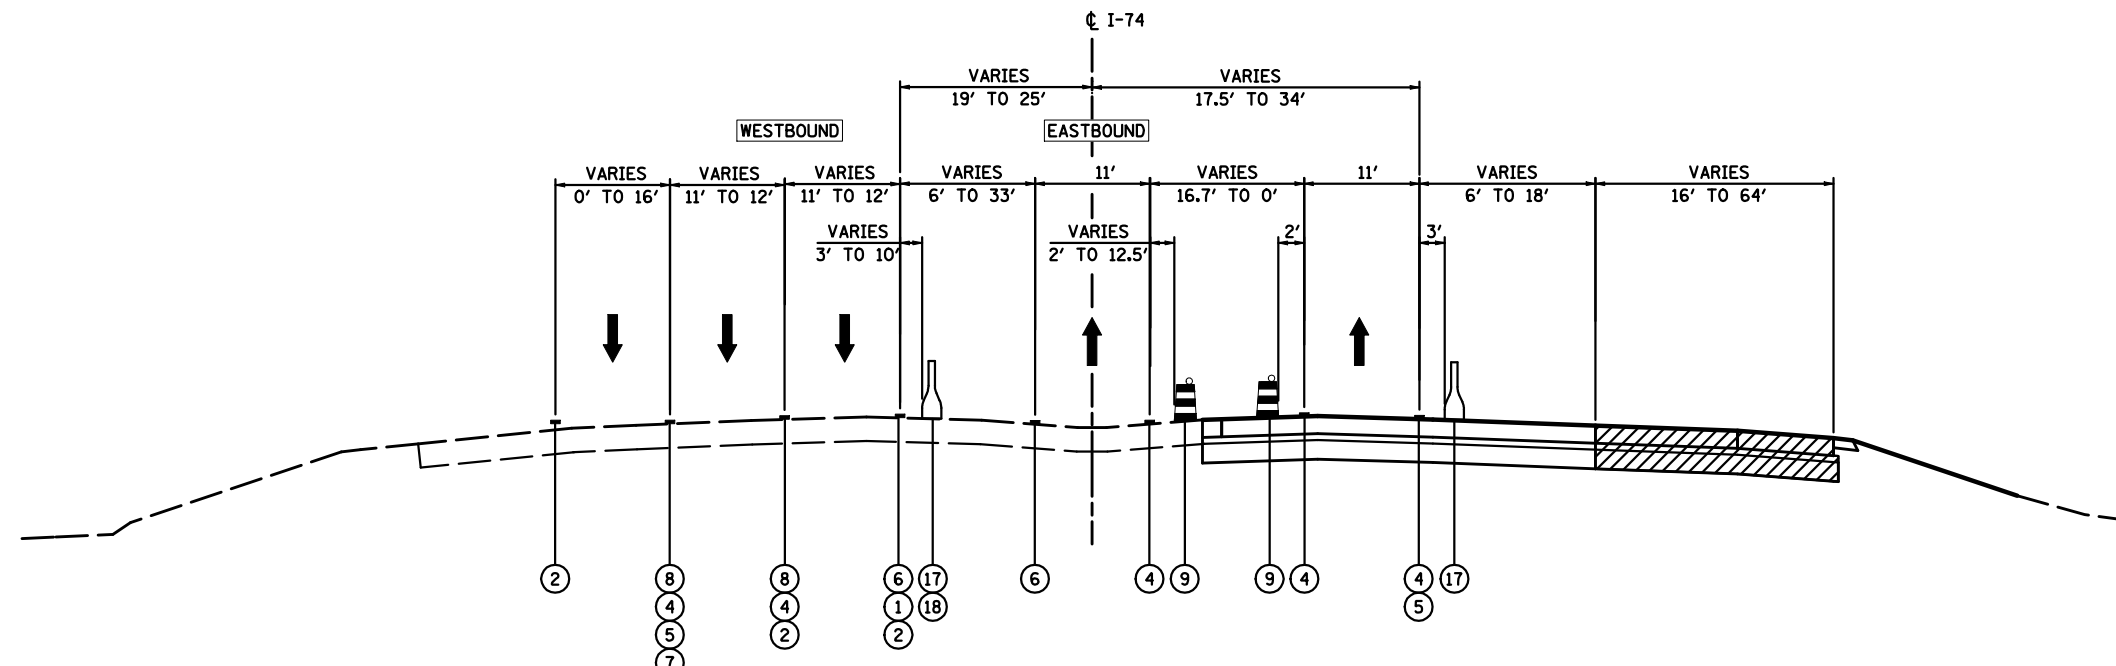 ℄ I-74
VARIES VARIES
19' TO 25' 17.5' TO 34'
WESTBOUND EASTBOUND
VARIES VARIES VARIES VARIES 11' VARIES 11' VARIES VARIES
0' TO 16' 11' TO 12' 11' TO 12' 6' TO 33' 16.7' TO 0' 6' TO 18' 16' TO 64'
VARIES VARIES 2' 3'
3' TO 10' 2' TO 12.5'
2 8 8 6 17 6 4 9 9 4 4 17
4 4 1 18 5
5 2 2
7